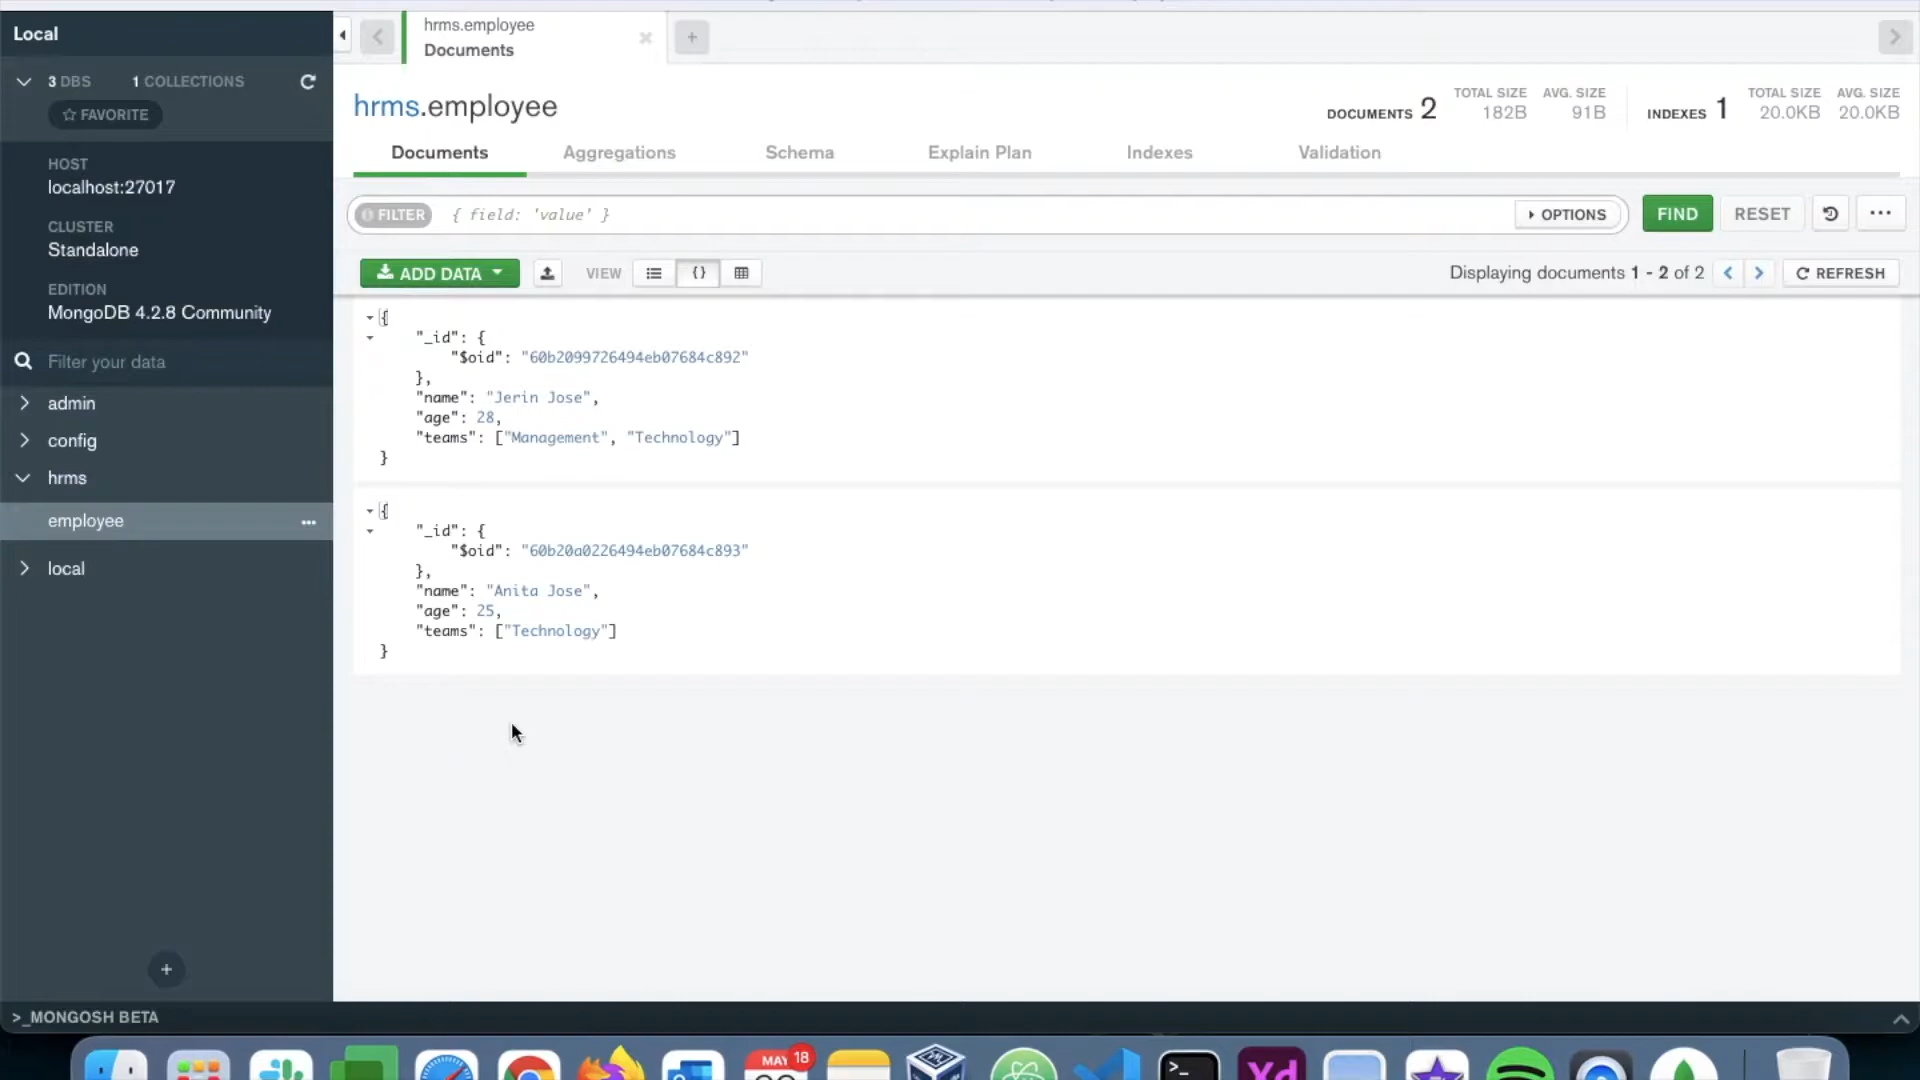 Local
3 DBS 1 COLLECTIONS
FAVORITE
HOST
localhost:27017
CLUSTER
Standalone
EDITION
MongoDB 4.2.8 Community
Filter your data
admin
config
hrms
employee
local
>_MONGOSH BETA
hrms.employee
Documents
hrms.employee
DOCUMENTS 2 TOTAL SIZE 182B AVG. SIZE 91B INDEXES 1 TOTAL SIZE 20.0KB AVG. SIZE 20.0KB
Documents Aggregations Schema Explain Plan Indexes Validation
FILTER { field: 'value' } OPTIONS FIND RESET
ADD DATA VIEW {} Displaying documents 1 - 2 of 2 REFRESH
{
"_id": {
"$oid": "60b2099726494eb07684c892"
},
"name": "Jerin Jose",
"age": 28,
"teams": ["Management", "Technology"]
}
{
"_id": {
"$oid": "60b20a0226494eb07684c893"
},
"name": "Anita Jose",
"age": 25,
"teams": ["Technology"]
}
MAY 18
>_
Xd